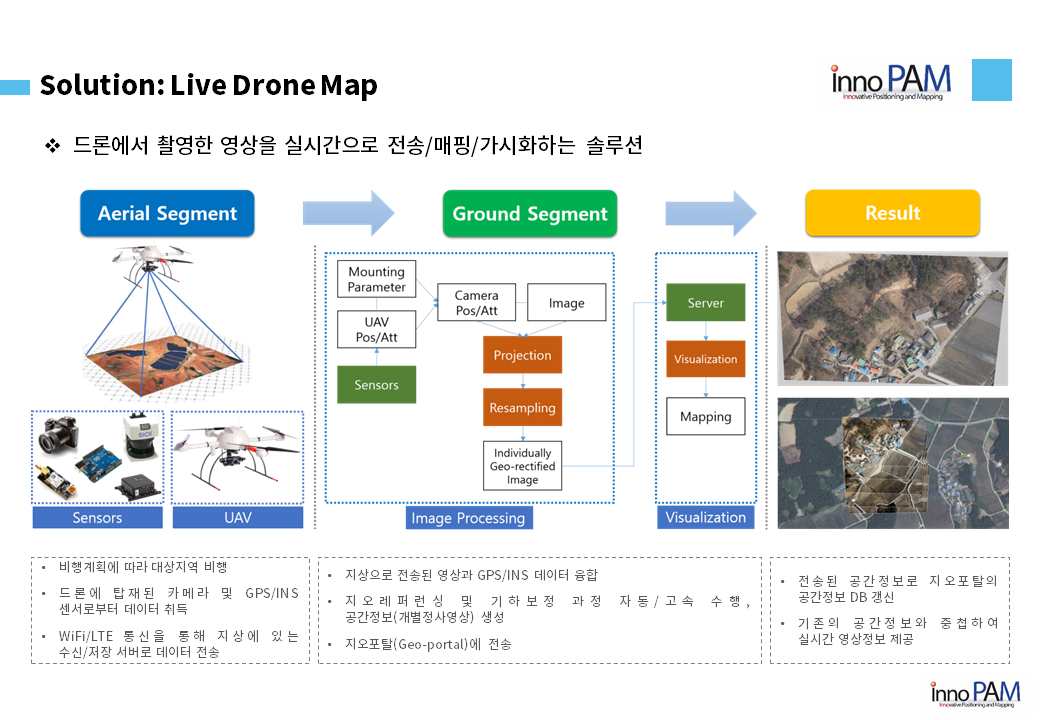 Solution: Live Drone Map
inno PAM
Innovative Positioning and Mapping
❖ 드론에서 촬영한 영상을 실시간으로 전송/매핑/가시화하는 솔루션
Aerial Segment
Ground Segment
Result
Mounting
Parameter
UAV
Pos/Att
Sensors
Camera
Pos/Att
Image
Projection
Resampling
Individually
Geo-rectified
Image
Server
Visualization
Mapping
SICK
Sensors
UAV
Image Processing
Visualization
• 비행계획에 따라 대상지역 비행
• 드론에 탑재된 카메라 및 GPS/INS
센서로부터 데이터 취득
• WiFi/LTE 통신을 통해 지상에 있는
수신/저장 서버로 데이터 전송
• 지상으로 전송된 영상과 GPS/INS 데이터 융합
• 지오레퍼런싱 및 기하보정 과정 자동/고속 수행,
공간정보(개별정사영상) 생성
• 지오포탈(Geo-portal)에 전송
• 전송된 공간정보로 지오포탈의
공간정보 DB 갱신
• 기존의 공간정보와 중첩하여
실시간 영상정보 제공
inno PAM
Innovative Positioning and Mapping